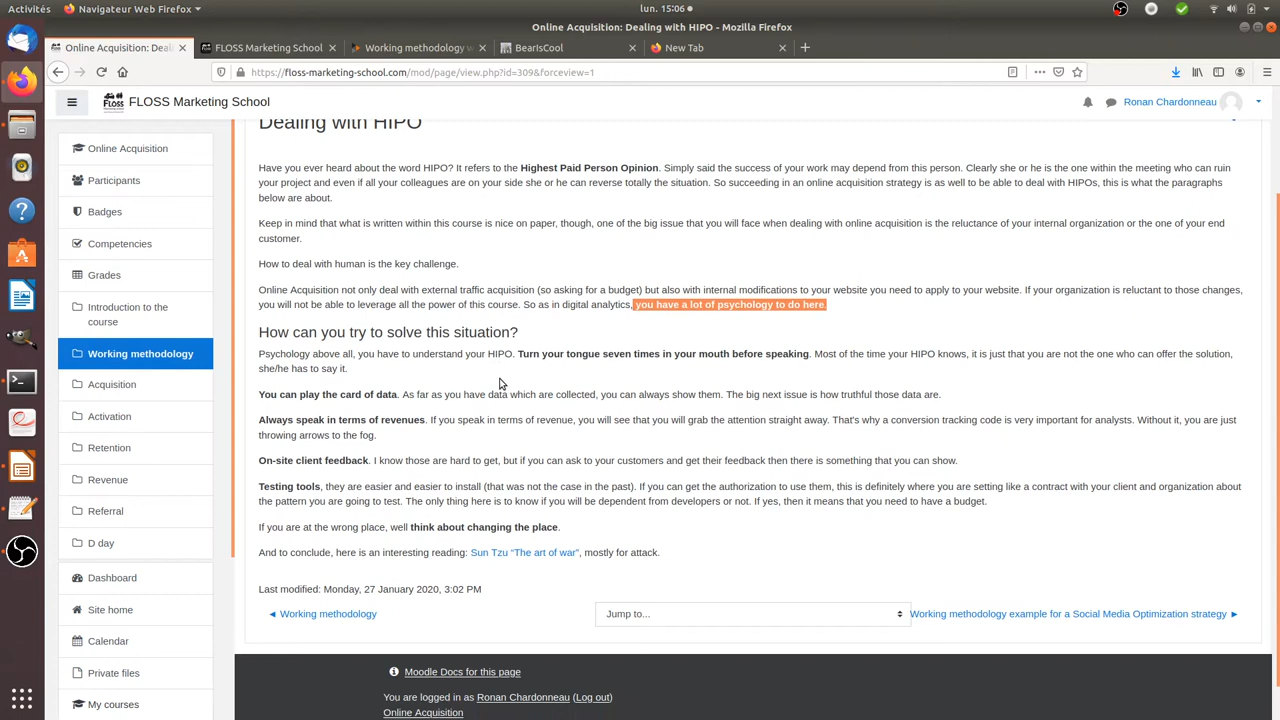 Activités
Navigateur Web Firefox
lun. 15:06
Online Acquisition: Dealing with HIPO - Mozilla Firefox
Online Acquisition: Deali
FLOSS Marketing School
Working methodology w
BearIsCool
New Tab
https://floss-marketing-school.com/mod/page/view.php?id=309&forceview=1
Floss
FLOSS Marketing School
Ronan Chardonneau
Online Acquisition
Participants
Badges
Competencies
Grades
Introduction to the
course
Working methodology
Acquisition
Activation
Retention
Revenue
Referral
D day
Dashboard
Site home
Calendar
Private files
My courses
Dealing with HIPO
Have you ever heard about the word HIPO? It refers to the Highest Paid Person Opinion. Simply said the success of your work may depend from this person. Clearly she or he is the one within the meeting who can ruin
your project and even if all your colleagues are on your side she or he can reverse totally the situation. So succeeding in an online acquisition strategy is as well to be able to deal with HIPOs, this is what the paragraphs
below are about.
Keep in mind that what is written within this course is nice on paper, though, one of the big issue that you will face when dealing with online acquisition is the reluctance of your internal organization or the one of your end
customer.
How to deal with human is the key challenge.
Online Acquisition not only deal with external traffic acquisition (so asking for a budget) but also with internal modifications to your website you need to apply to your website. If your organization is reluctant to those changes,
you will not be able to leverage all the power of this course. So as in digital analytics, you have a lot of psychology to do here.
How can you try to solve this situation?
Psychology above all, you have to understand your HIPO. Turn your tongue seven times in your mouth before speaking. Most of the time your HIPO knows, it is just that you are not the one who can offer the solution,
she/he has to say it.
You can play the card of data. As far as you have data which are collected, you can always show them. The big next issue is how truthful those data are.
Always speak in terms of revenues. If you speak in terms of revenue, you will see that you will grab the attention straight away. That's why a conversion tracking code is very important for analysts. Without it, you are just
throwing arrows to the fog.
On-site client feedback. I know those are hard to get, but if you can ask to your customers and get their feedback then there is something that you can show.
Testing tools, they are easier and easier to install (that was not the case in the past). If you can get the authorization to use them, this is definitely where you are setting like a contract with your client and organization about
the pattern you are going to test. The only thing here is to know if you will be dependent from developers or not. If yes, then it means that you need to have a budget.
If you are at the wrong place, well think about changing the place.
And to conclude, here is an interesting reading: Sun Tzu “The art of war”, mostly for attack.
Last modified: Monday, 27 January 2020, 3:02 PM
◄ Working methodology
Jump to...
Working methodology example for a Social Media Optimization strategy ►
Moodle Docs for this page
You are logged in as Ronan Chardonneau (Log out)
Online Acquisition